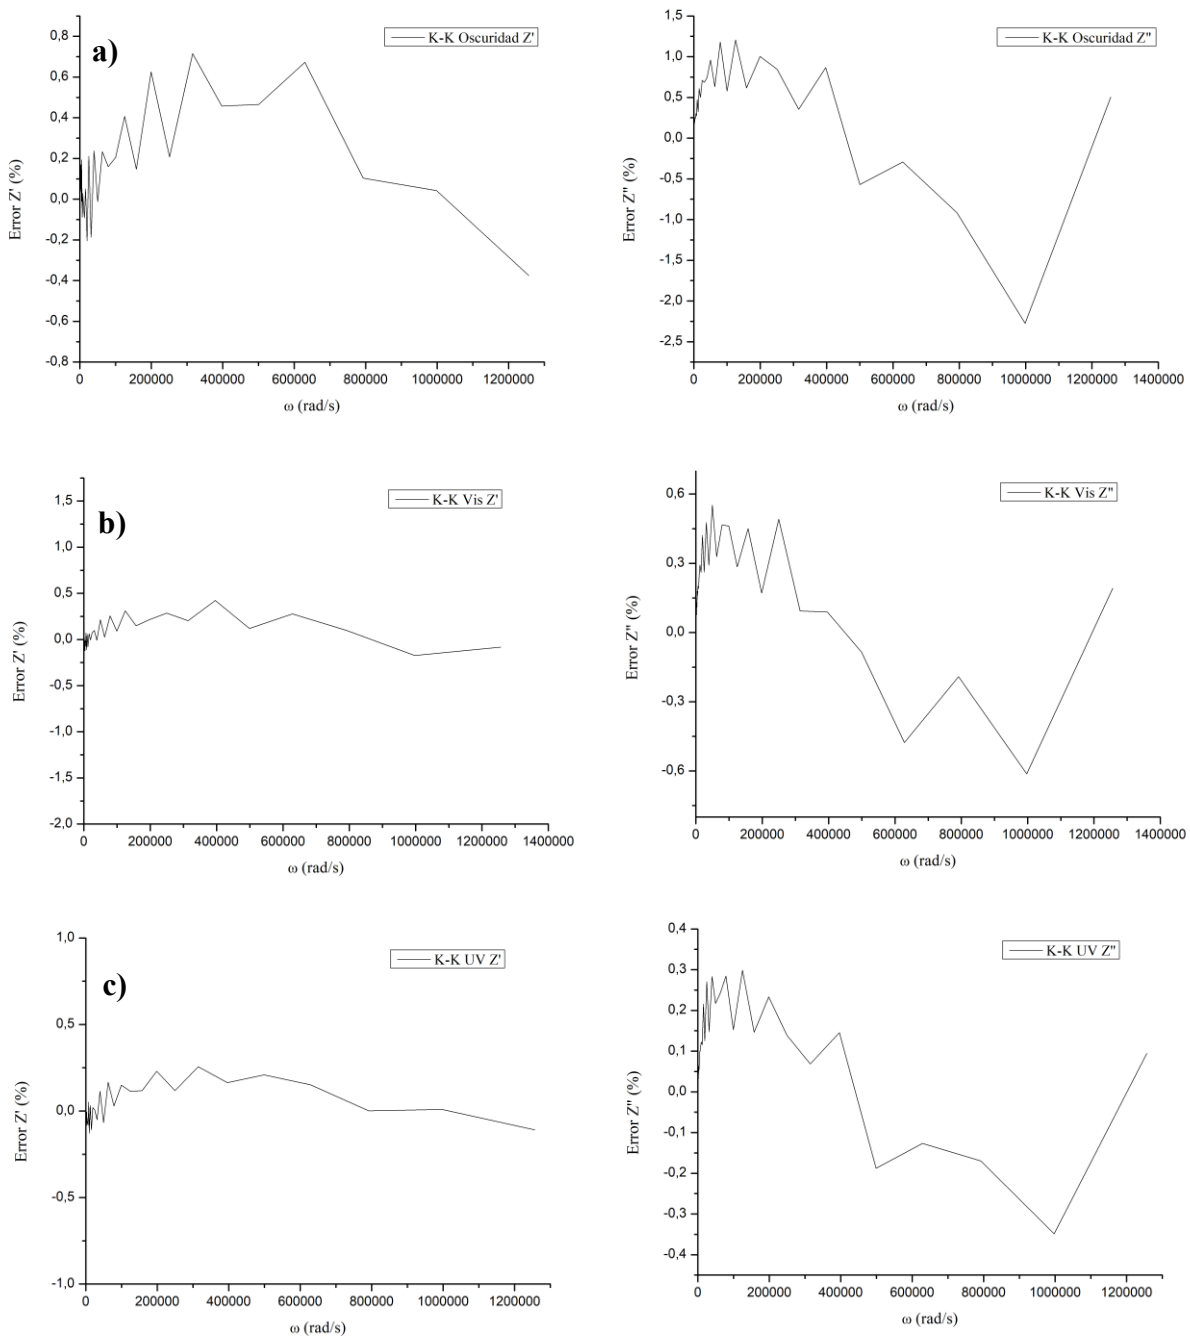 a)
K-K Oscuridad Z'
Error Z' (%)
0,8
0,6
0,4
0,2
0,0
-0,2
-0,4
-0,6
-0,8
0 200000 400000 600000 800000 1000000 1200000
ω (rad/s)
K-K Oscuridad Z''
Error Z'' (%)
1,5
1,0
0,5
0,0
-0,5
-1,0
-1,5
-2,0
-2,5
0 200000 400000 600000 800000 1000000 1200000 1400000
ω (rad/s)
b)
K-K Vis Z'
Error Z' (%)
1,5
1,0
0,5
0,0
-0,5
-1,0
-1,5
-2,0
0 200000 400000 600000 800000 1000000 1200000 1400000
ω (rad/s)
K-K Vis Z''
Error Z'' (%)
0,6
0,3
0,0
-0,3
-0,6
0 200000 400000 600000 800000 1000000 1200000 1400000
ω (rad/s)
c)
K-K UV Z'
Error Z' (%)
1,0
0,5
0,0
-0,5
-1,0
0 200000 400000 600000 800000 1000000 1200000
ω (rad/s)
K-K UV Z''
Error Z'' (%)
0,4
0,3
0,2
0,1
0,0
-0,1
-0,2
-0,3
-0,4
0 200000 400000 600000 800000 1000000 1200000
ω (rad/s)